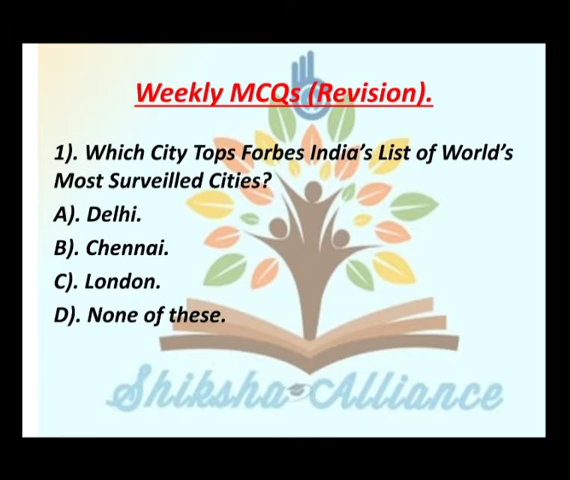 Weekly MCQs (Revision).
1). Which City Tops Forbes India's List of World's
Most Surveilled Cities?
A). Delhi.
B). Chennai.
C). London.
D). None of these.
Shiksha Alliance